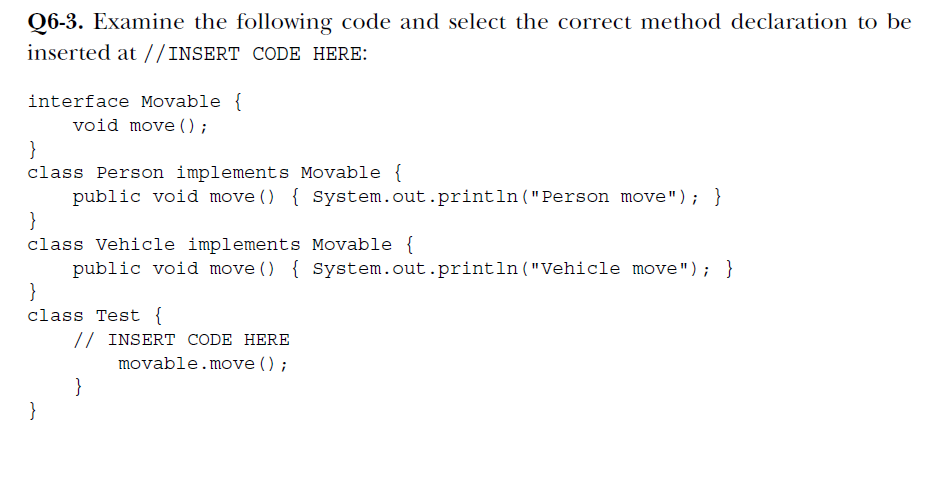 Q6-3. Examine the following code and select the correct method declaration to be
inserted at //INSERT CODE HERE:
interface Movable {
    void move();
}
class Person implements Movable {
    public void move() { System.out.println("Person move"); }
}
class Vehicle implements Movable {
    public void move() { System.out.println("Vehicle move"); }
}
class Test {
    // INSERT CODE HERE
        movable.move();
    }
}